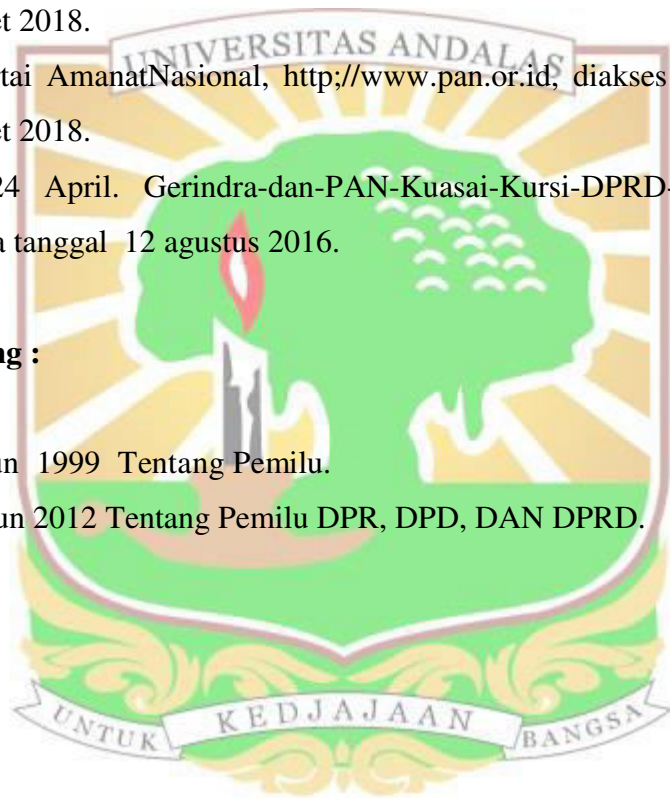 et 2018.
UNIVERSITAS ANDALAS
tai AmanatNasional, http;//www.pan.or.id, diakses
et 2018.
24 April. Gerindra-dan-PAN-Kuasai-Kursi-DPRD-
a tanggal 12 agustus 2016.
ng :
un 1999 Tentang Pemilu.
un 2012 Tentang Pemilu DPR, DPD, DAN DPRD.
UNTUK KEDJAJAAN BANGSA